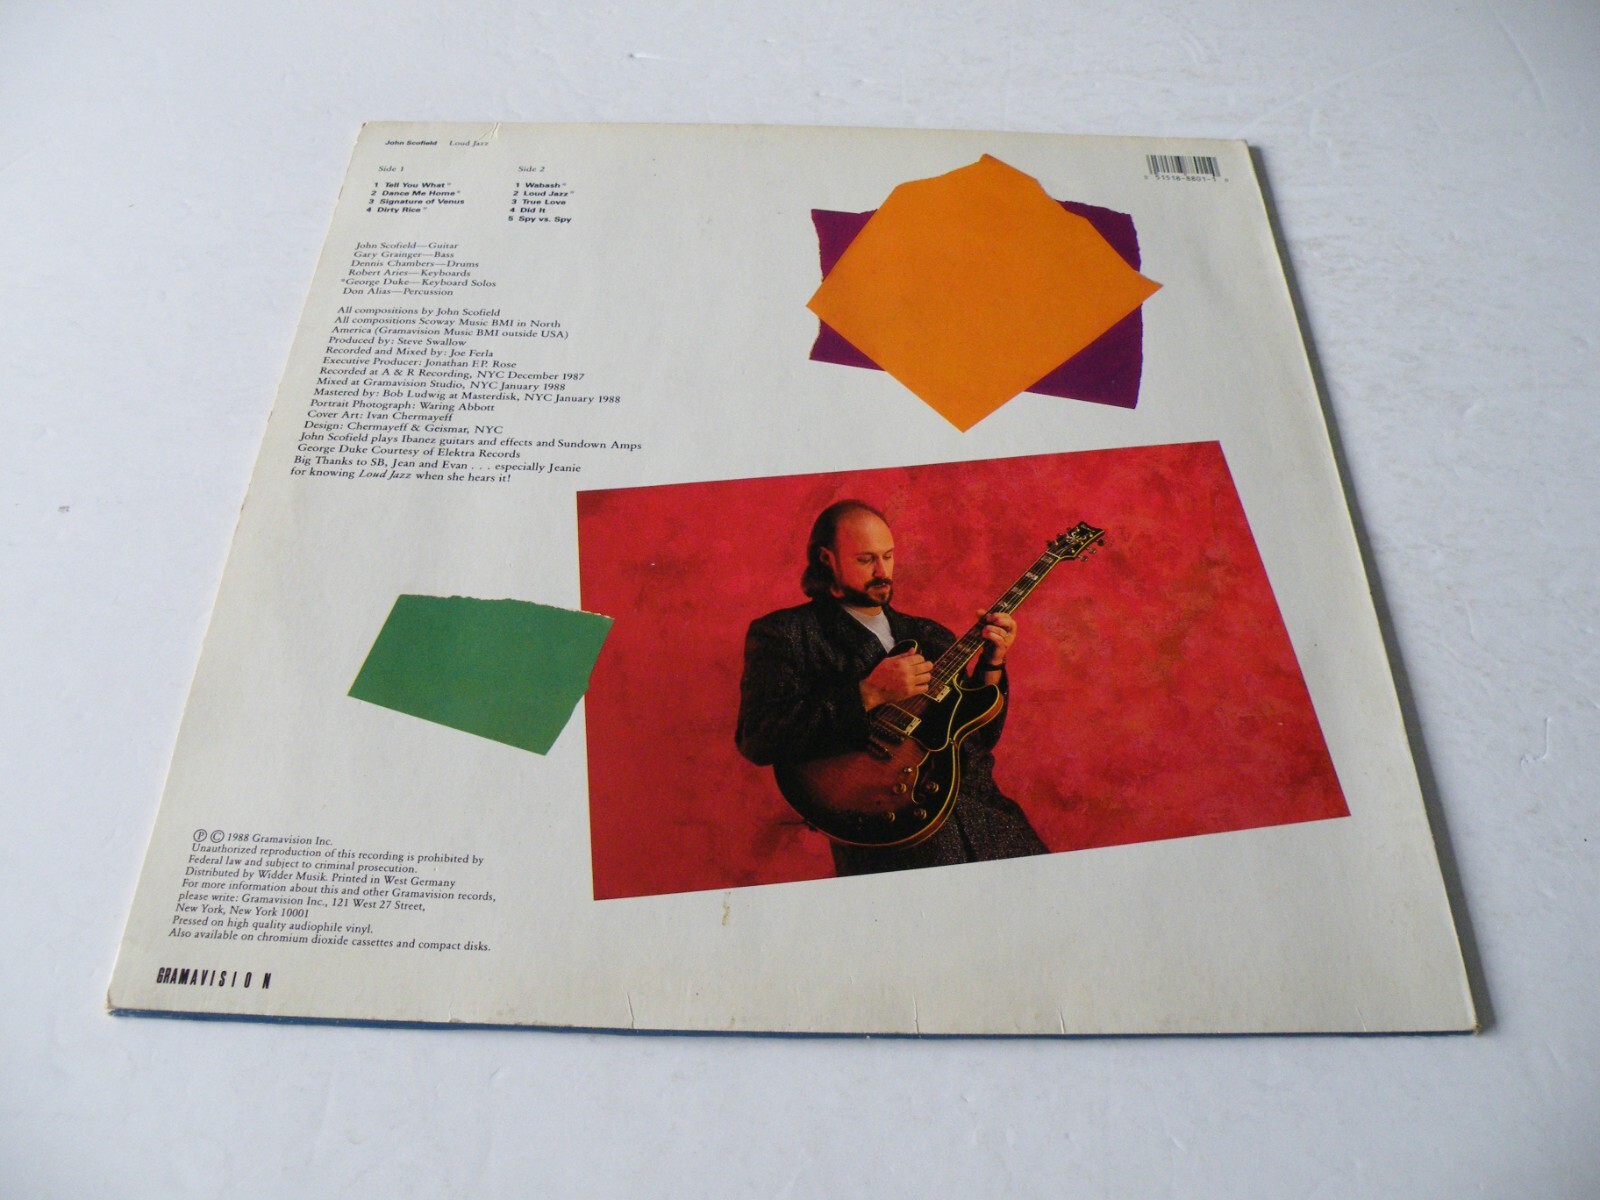 John Scofield Loud Jazz
Side 1
1 Tell You What*
2 Dance Me Home*
3 Signature of Venus
4 Dirty Rice*
Side 2
1 Wabash*
2 Loud Jazz*
3 True Love
4 Did It
5 Spy vs. Spy
John Scofield—Guitar
Gary Grainger—Bass
Dennis Chambers—Drums
Robert Aries—Keyboards
*George Duke—Keyboard Solos
Don Alias—Percussion
All compositions by John Scofield
All compositions Scoway Music BMI in North
America (Gramavision Music BMI outside USA)
Produced by: Steve Swallow
Recorded and Mixed by: Joe Ferla
Executive Producer: Jonathan F.P. Rose
Recorded at A & R Recording, NYC December 1987
Mixed at Gramavision Studio, NYC January 1988
Mastered by: Bob Ludwig at Masterdisk, NYC January 1988
Portrait Photograph: Waring Abbott
Cover Art: Ivan Chermayeff
Design: Chermayeff & Geismar, NYC
John Scofield plays Ibanez guitars and effects and Sundown Amps
George Duke Courtesy of Elektra Records
Big Thanks to SB, Jean and Evan . . . especially Jeanie
for knowing Loud Jazz when she hears it!
Ⓟ © 1988 Gramavision Inc.
Unauthorized reproduction of this recording is prohibited by
Federal law and subject to criminal prosecution.
Distributed by Widder Musik. Printed in West Germany
For more information about this and other Gramavision records,
please write: Gramavision Inc., 121 West 27 Street,
New York, New York 10001
Pressed on high quality audiophile vinyl.
Also available on chromium dioxide cassettes and compact disks.
GRAMAVISION